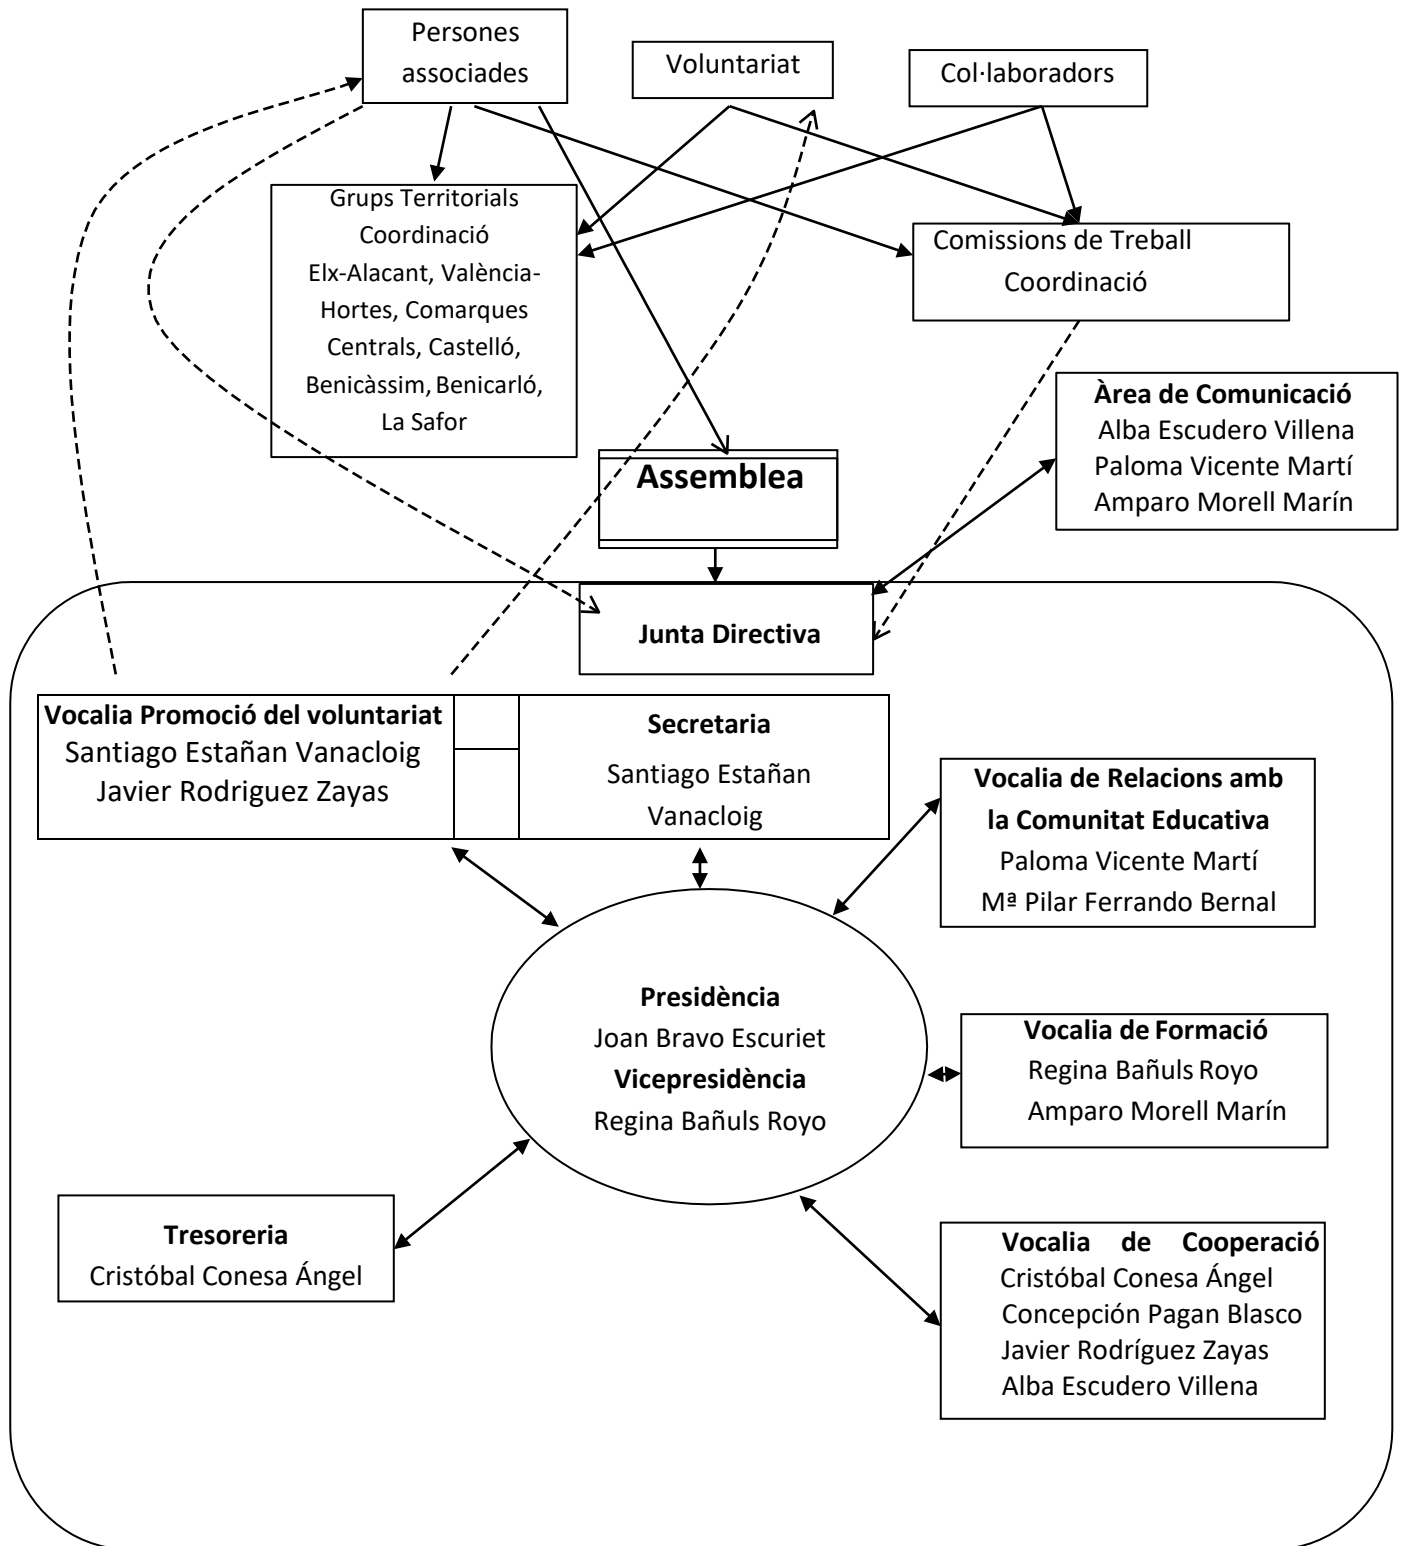 Persones
associades
Voluntariat
Col·laboradors
Grups Territorials
Coordinació
Elx-Alacant, València-
Hortes, Comarques
Centrals, Castelló,
Benicàssim, Benicarló,
La Safor
Comissions de Treball
Coordinació
Àrea de Comunicació
Alba Escudero Villena
Paloma Vicente Martí
Amparo Morell Marín
Assemblea
Junta Directiva
Vocalia Promoció del voluntariat
Santiago Estañan Vanacloig
Javier Rodriguez Zayas
Secretaria
Santiago Estañan
Vanacloig
Vocalia de Relacions amb
la Comunitat Educativa
Paloma Vicente Martí
Mª Pilar Ferrando Bernal
Presidència
Joan Bravo Escuriet
Vicepresidència
Regina Bañuls Royo
Vocalia de Formació
Regina Bañuls Royo
Amparo Morell Marín
Tresoreria
Cristóbal Conesa Ángel
Vocalia de Cooperació
Cristóbal Conesa Ángel
Concepción Pagan Blasco
Javier Rodríguez Zayas
Alba Escudero Villena